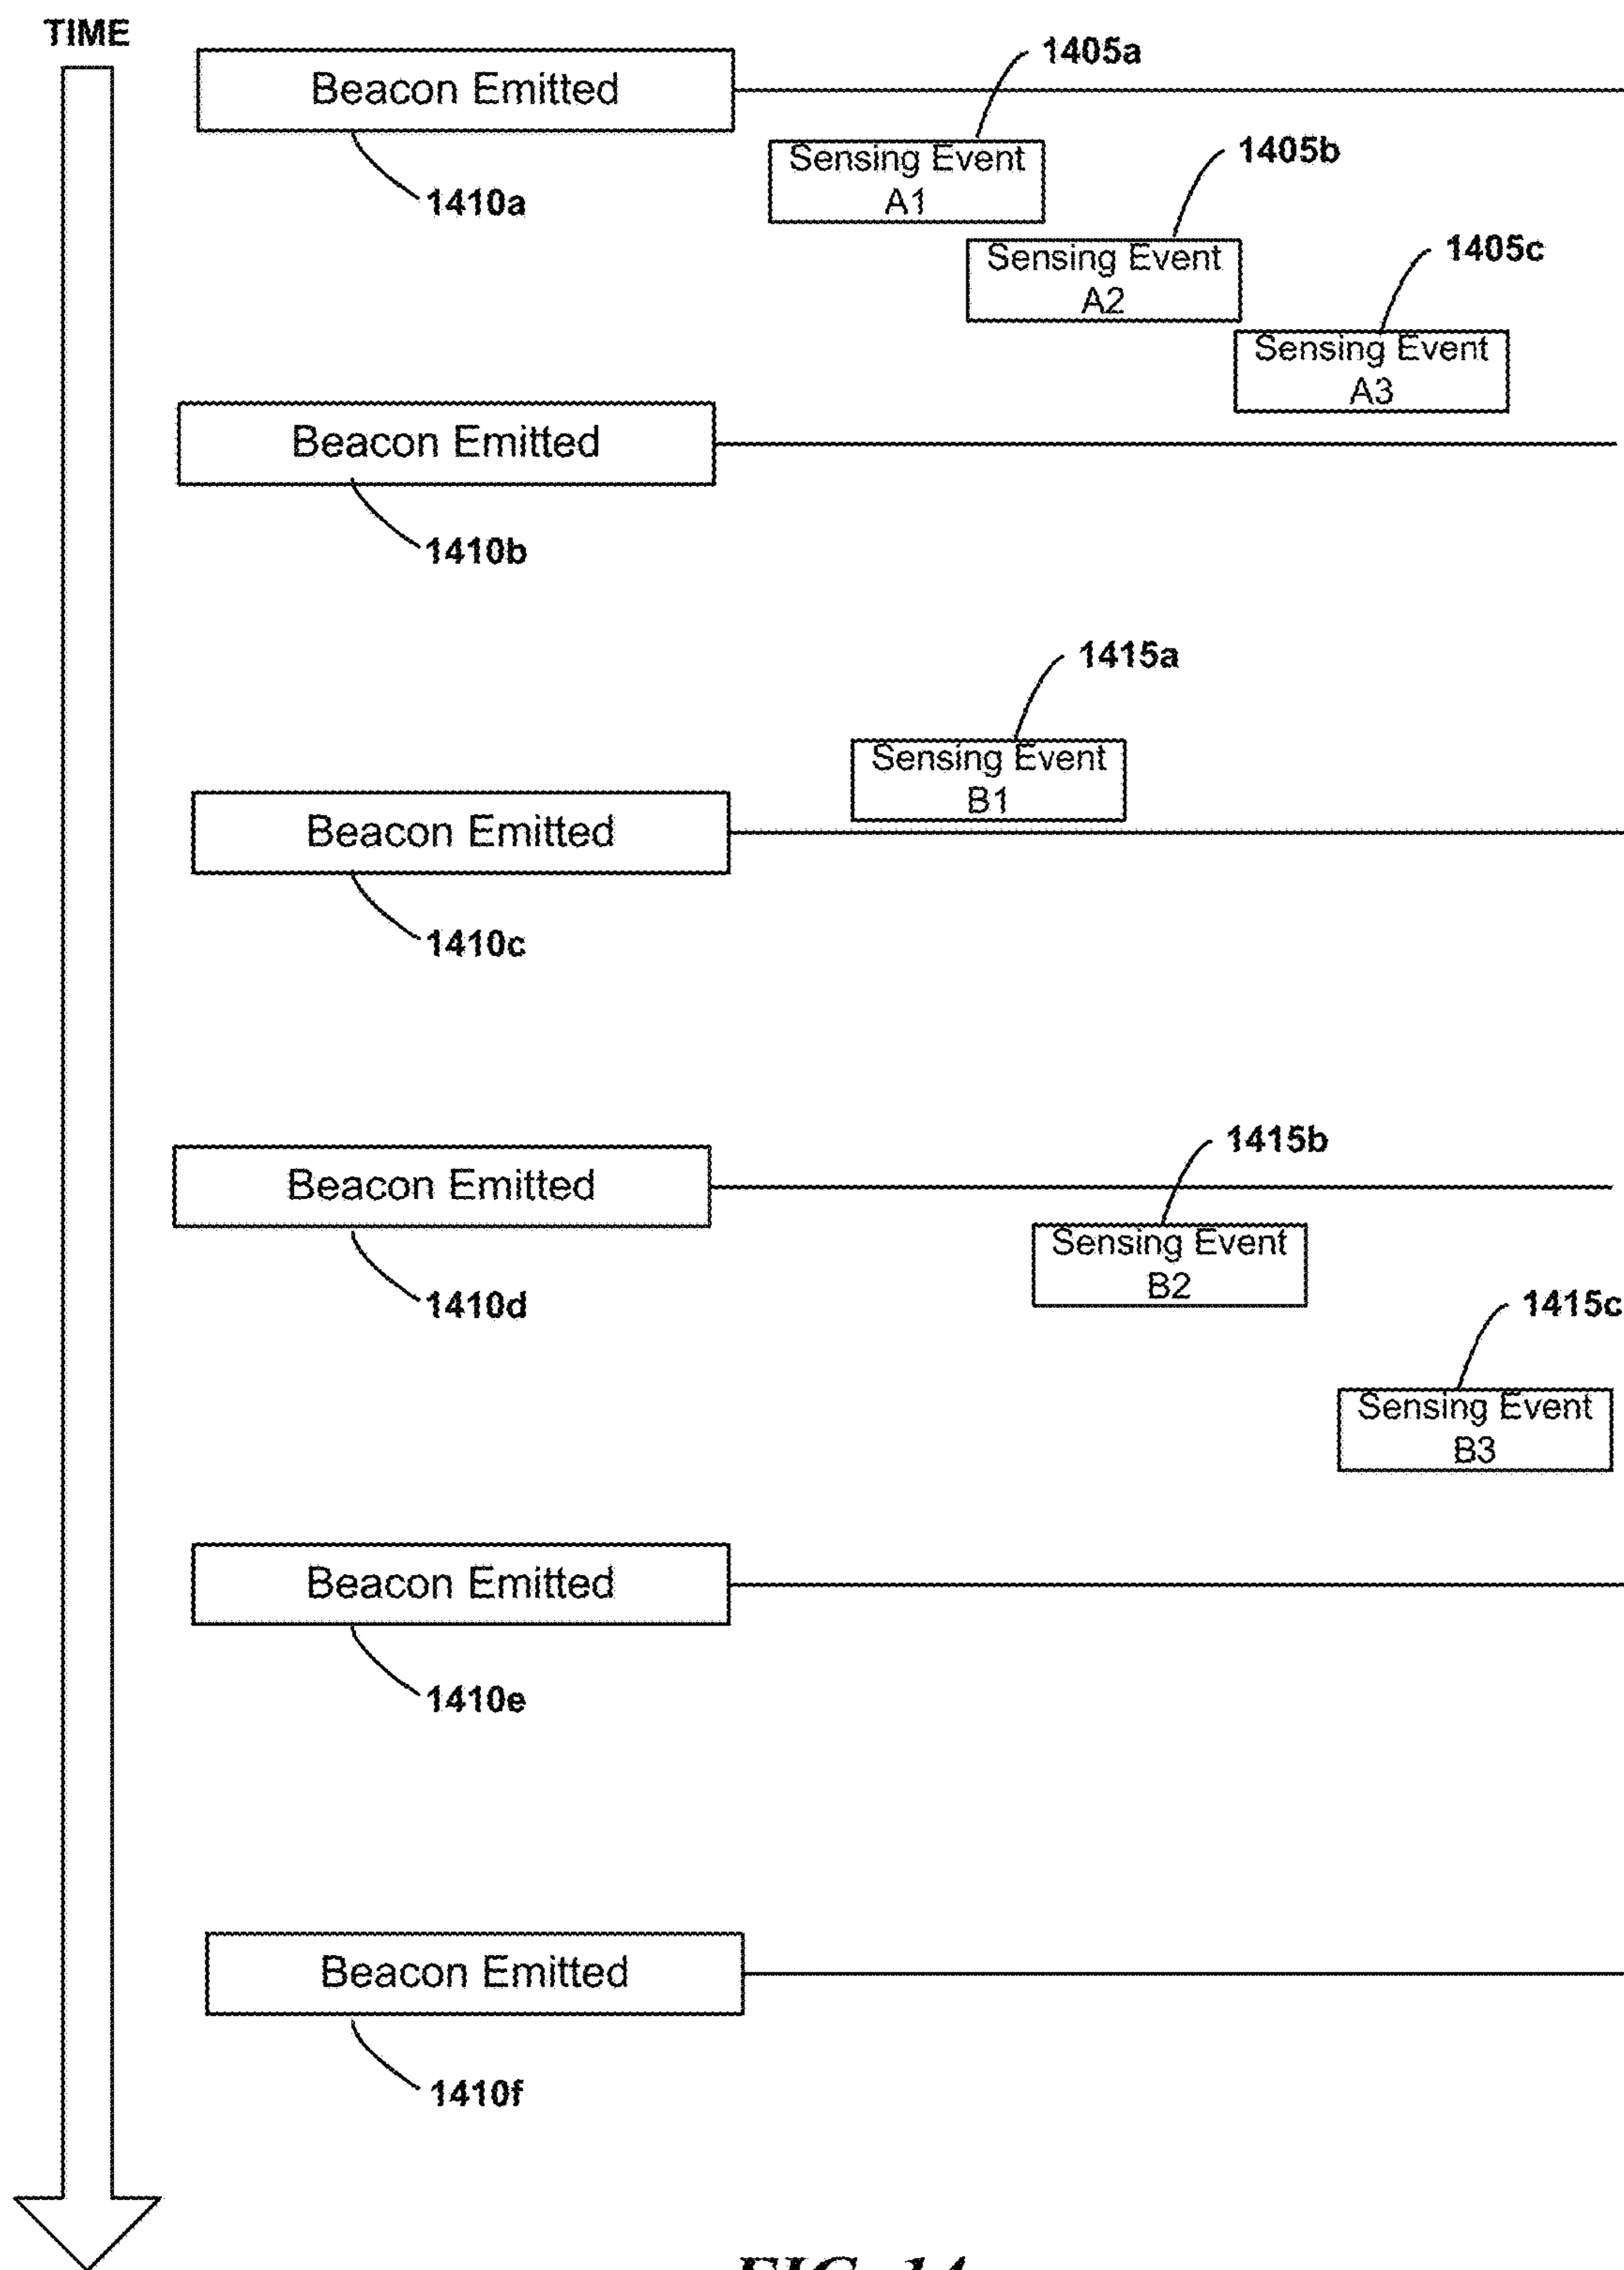 TIME
Beacon Emitted
1405a
Sensing Event
A1
1405b
1410a
Sensing Event
A2
1405c
Sensing Event
A3
Beacon Emitted
1410b
1415a
Sensing Event
B1
Beacon Emitted
1410c
1415b
Beacon Emitted
Sensing Event
B2
1410d
1415c
Sensing Event
B3
Beacon Emitted
1410e
Beacon Emitted
1410f
FIG. 14